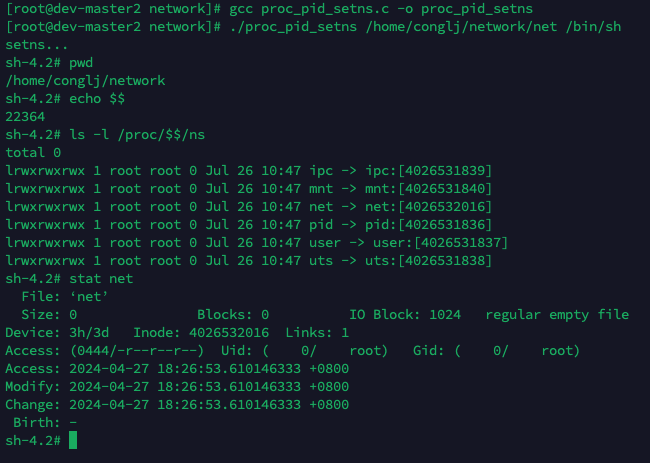 [root@dev-master2 network]# gcc proc_pid_setns.c -o proc_pid_setns
[root@dev-master2 network]# ./proc_pid_setns /home/conglj/network/net /bin/sh
setns...
sh-4.2# pwd
/home/conglj/network
sh-4.2# echo $$
22364
sh-4.2# ls -l /proc/$$/ns
total 0
lrwxrwxrwx 1 root root 0 Jul 26 10:47 ipc -> ipc:[4026531839]
lrwxrwxrwx 1 root root 0 Jul 26 10:47 mnt -> mnt:[4026531840]
lrwxrwxrwx 1 root root 0 Jul 26 10:47 net -> net:[4026532016]
lrwxrwxrwx 1 root root 0 Jul 26 10:47 pid -> pid:[4026531836]
lrwxrwxrwx 1 root root 0 Jul 26 10:47 user -> user:[4026531837]
lrwxrwxrwx 1 root root 0 Jul 26 10:47 uts -> uts:[4026531838]
sh-4.2# stat net
  File: ‘net’
  Size: 0               Blocks: 0          IO Block: 1024   regular empty file
Device: 3h/3d   Inode: 4026532016  Links: 1
Access: (0444/-r--r--r--)  Uid: (    0/    root)   Gid: (    0/    root)
Access: 2024-04-27 18:26:53.610146333 +0800
Modify: 2024-04-27 18:26:53.610146333 +0800
Change: 2024-04-27 18:26:53.610146333 +0800
 Birth: -
sh-4.2#